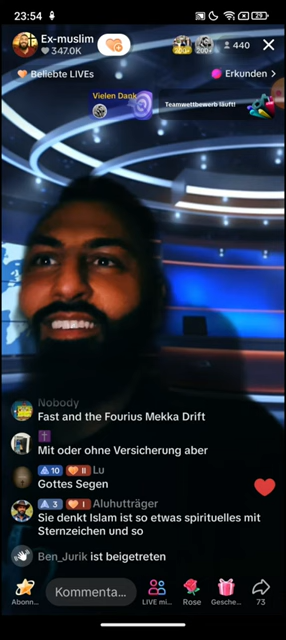 23:54
29
Ex-muslim
347.0K
440
Beliebte LIVEs
Erkunden
Vielen Dank
Teamwettbewerb läuft!
Nobody
Fast and the Fourius Mekka Drift
Mit oder ohne Versicherung aber
10 II Lu
Gottes Segen
3 I Aluhutträger
Sie denkt Islam ist so etwas spirituelles mit
Sternzeichen und so
Ben_Jurik ist beigetreten
Abonn...
Kommenta...
LIVE mi...
Rose
Gesche...
73